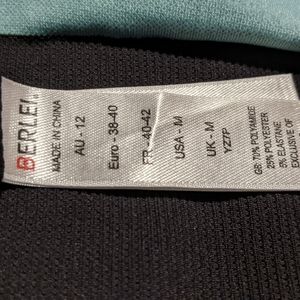 BERLEI
MADE IN CHINA
AU - 12
Euro - 38-40
FR - 40-42
USA - M
UK - M
YZ7P
GR: 70% POLYAMIDE
25% POLYESTER
5% ELASTANE
EXCLUSIVE OF